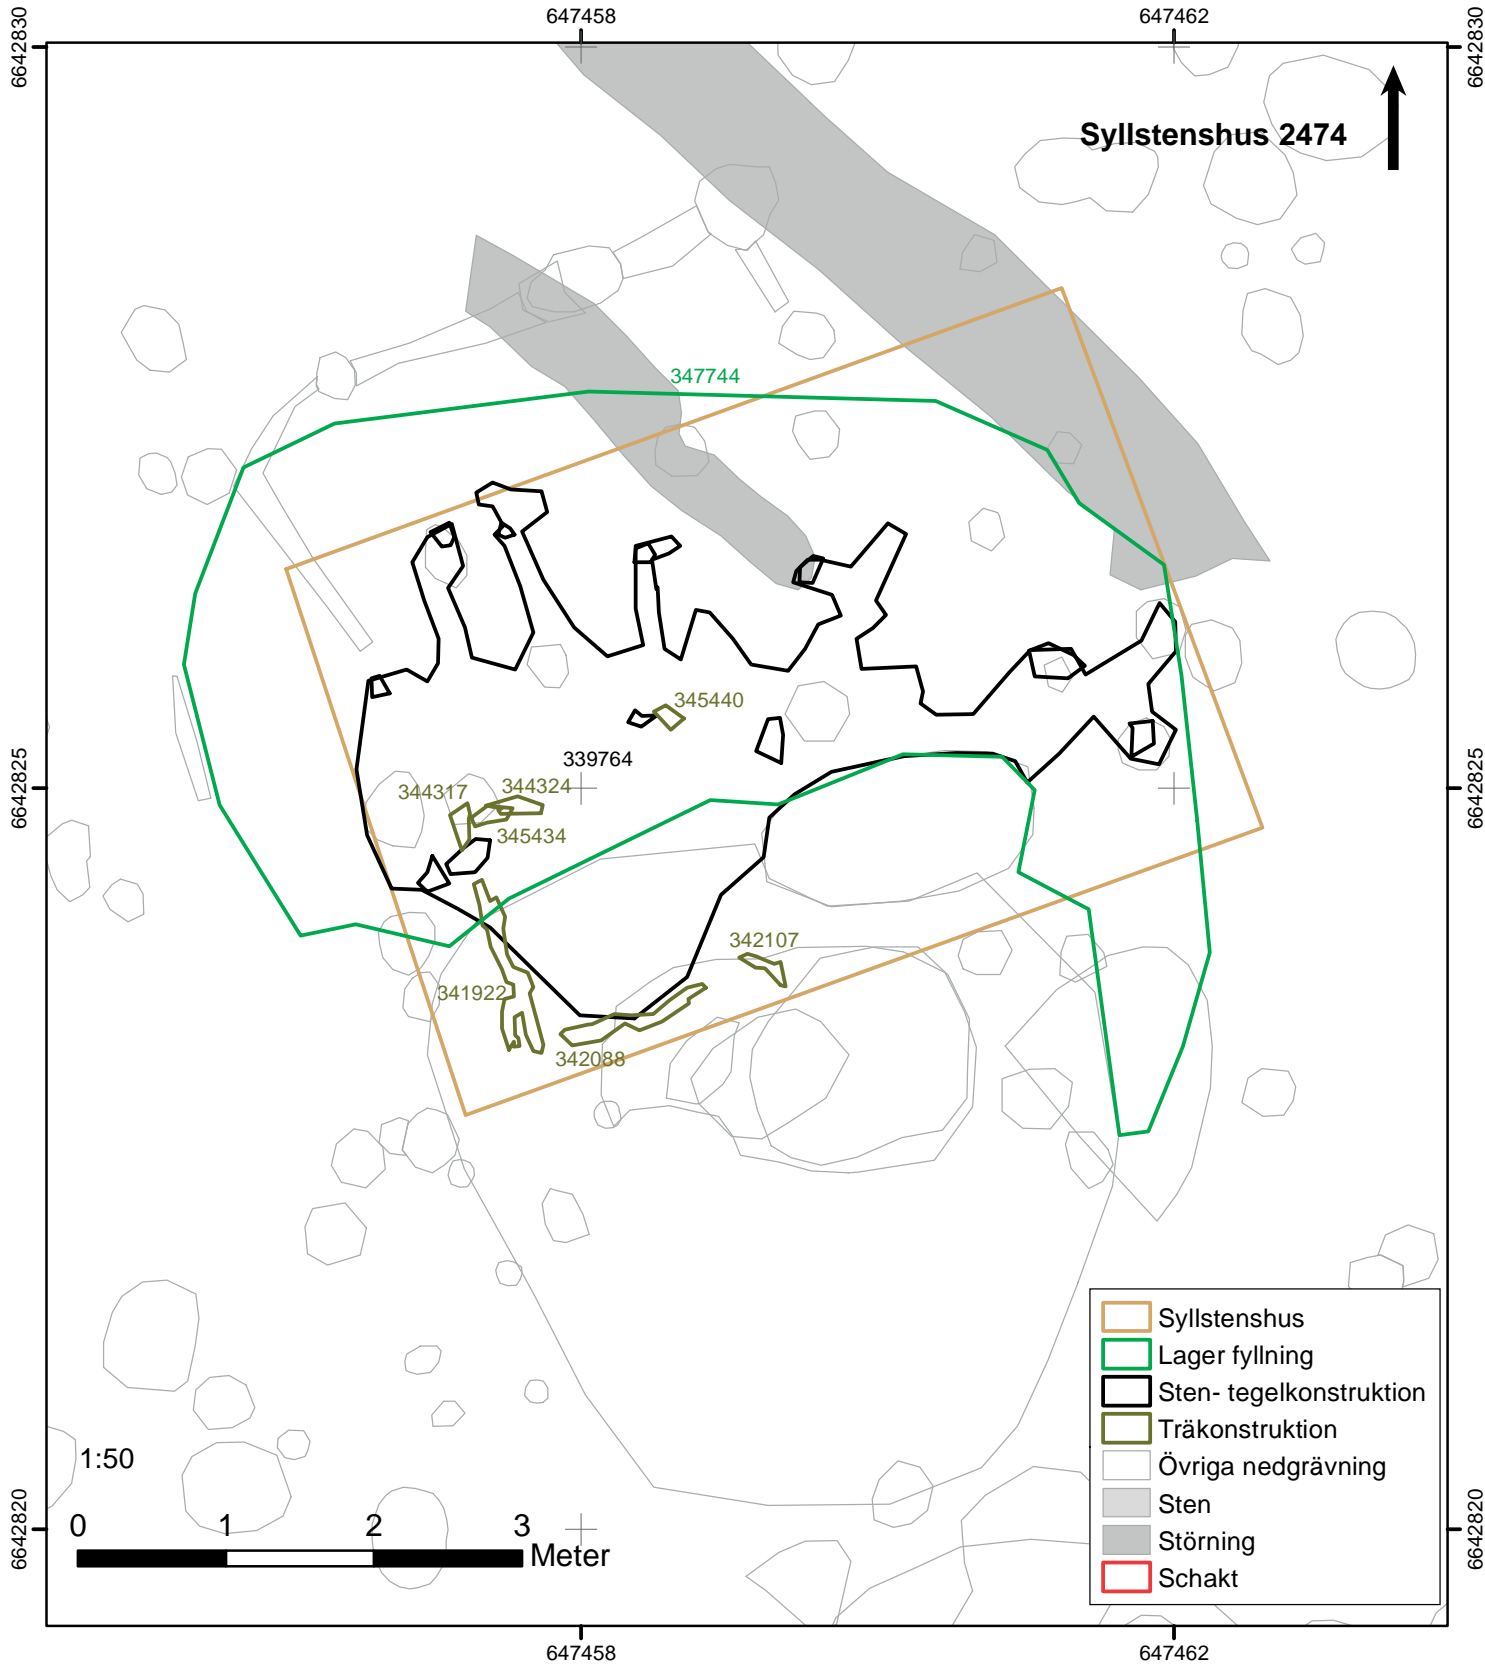 647458
647462
6642830
6642830
Syllstenshus 2474
347744
345440
339764
6642825
6642825
344317
344324
345434
342107
341922
342088
Syllstenshus
Lager fyllning
Sten- tegelkonstruktion
Träkonstruktion
Övriga nedgrävning
Sten
Störning
Schakt
1:50
0 1 2 3
Meter
6642820
6642820
647458
647462